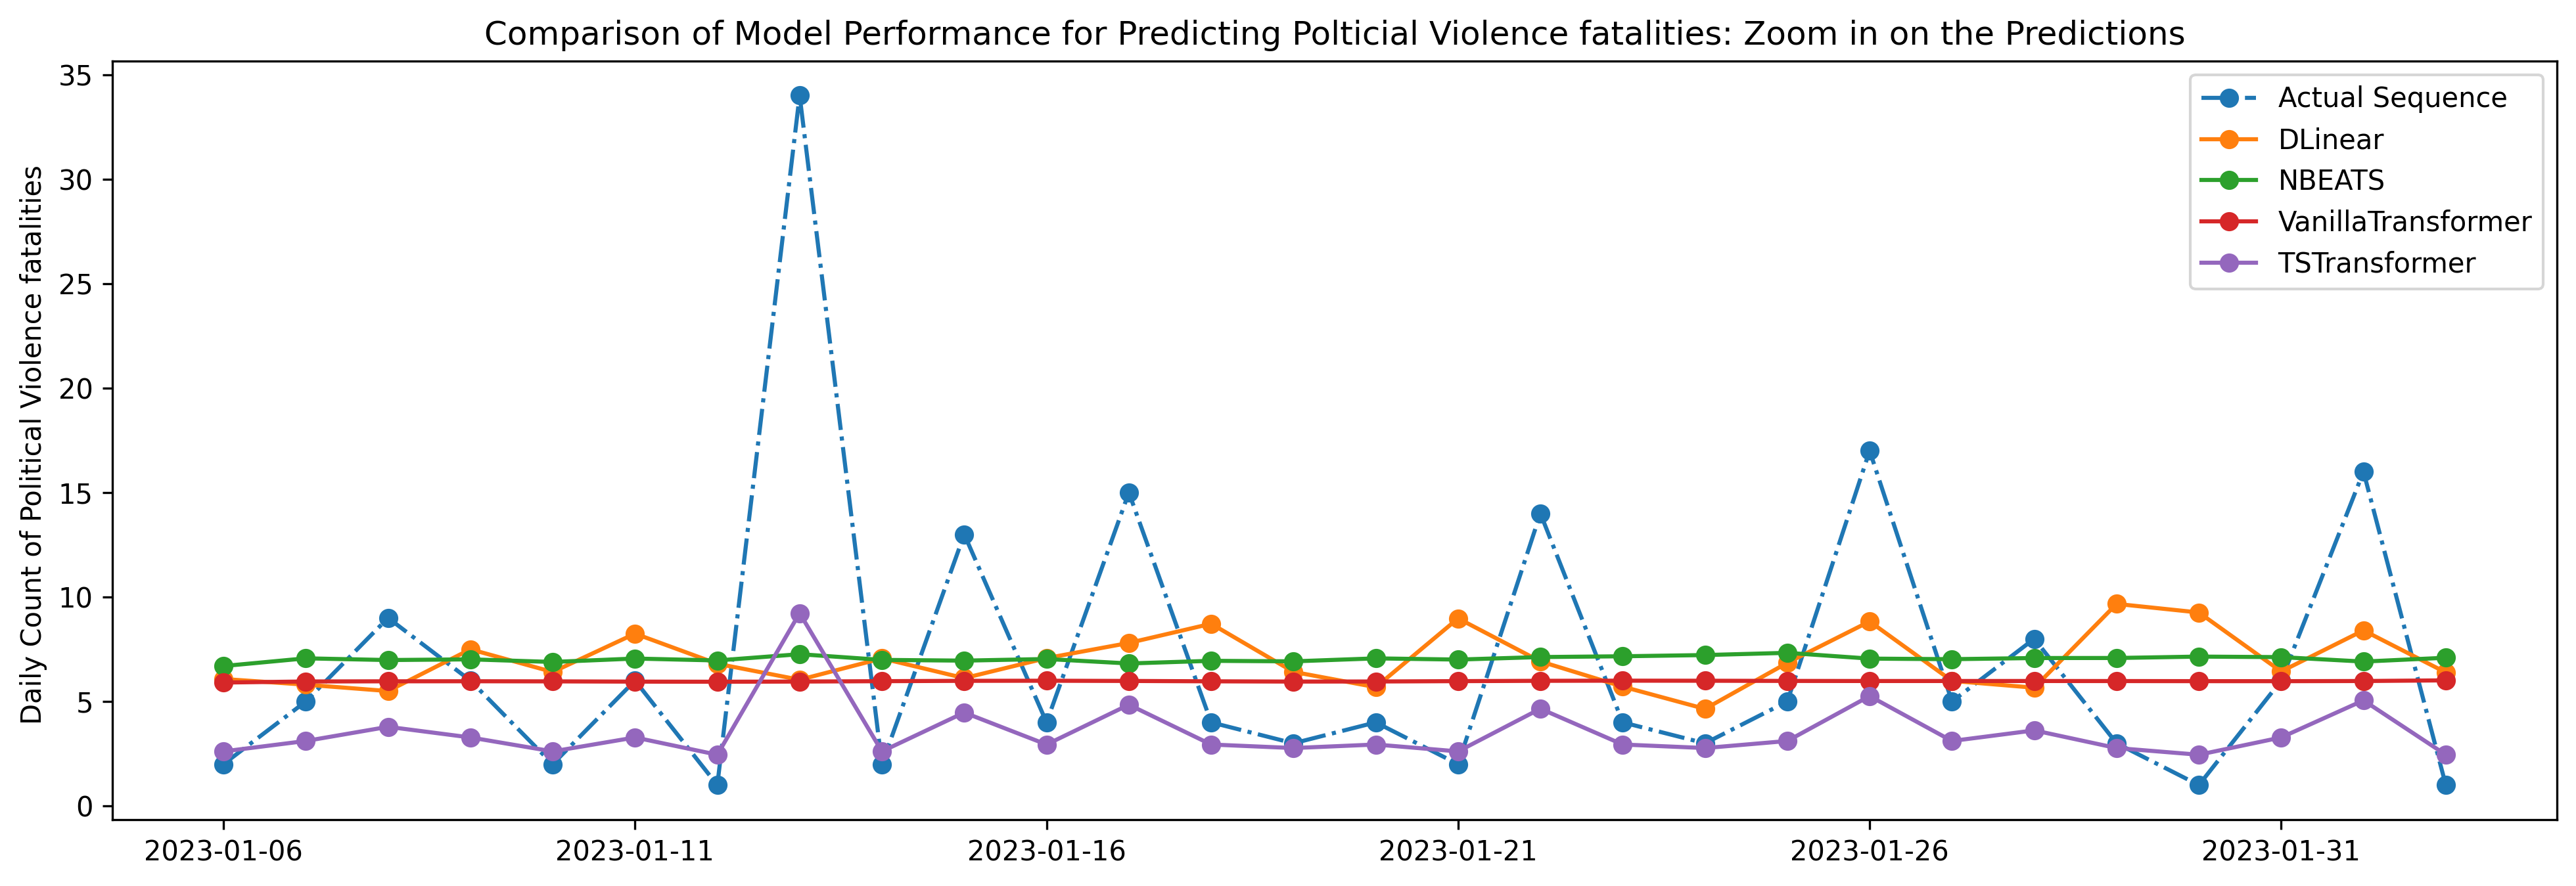 Comparison of Model Performance for Predicting Polticial Violence fatalities: Zoom in on the Predictions
Daily Count of Political Violence fatalities
35
30
25
20
15
10
5
0
Actual Sequence
DLinear
NBEATS
VanillaTransformer
TSTransformer
2023-01-06 2023-01-11 2023-01-16 2023-01-21 2023-01-26 2023-01-31